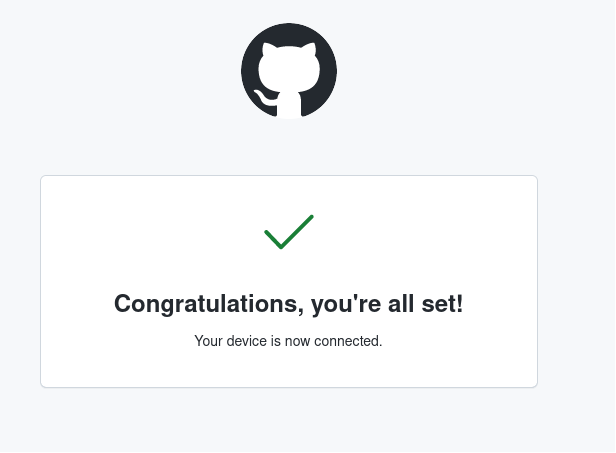 Congratulations, you're all set!
Your device is now connected.